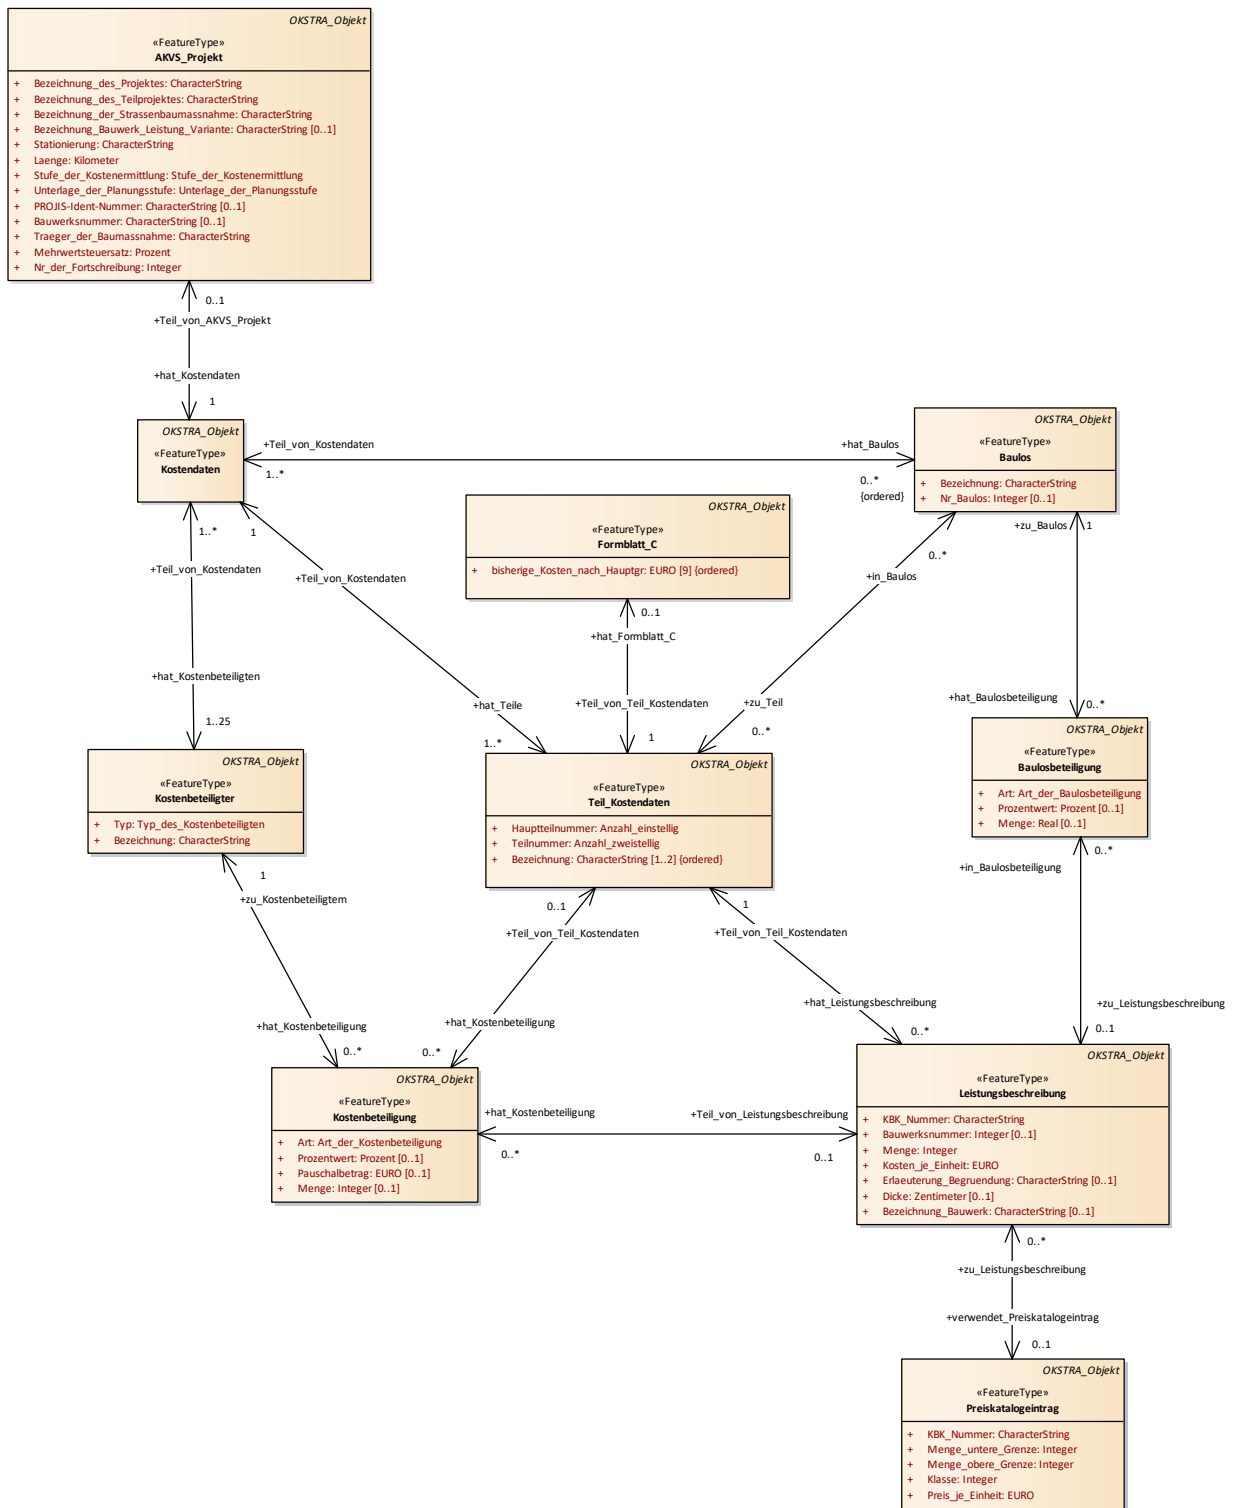 OKSTRA_Objekt
«FeatureType»
AKVS_Projekt
+ Bezeichnung_des_Projektes: CharacterString
+ Bezeichnung_des_Teilprojektes: CharacterString
+ Bezeichnung_der_Strassenbaumassnahme: CharacterString
+ Bezeichnung_Bauwerk_Leistung_Variante: CharacterString [0..1]
+ Stationierung: CharacterString
+ Laenge: Kilometer
+ Stufe_der_Kostenermittlung: Stufe_der_Kostenermittlung
+ Unterlage_der_Planungsstufe: Unterlage_der_Planungsstufe
+ PROJIS-Ident-Nummer: CharacterString [0..1]
+ Bauwerksnummer: CharacterString [0..1]
+ Traeger_der_Baumassnahme: CharacterString
+ Mehrwertsteuersatz: Prozent
+ Nr_der_Fortschreibung: Integer
0..1
+Teil_von_AKVS_Projekt
+hat_Kostendaten
1
OKSTRA_Objekt
«FeatureType»
Kostendaten
+Teil_von_Kostendaten
1..*
+hat_Baulos
0..*
{ordered}
OKSTRA_Objekt
«FeatureType»
Baulos
+ Bezeichnung: CharacterString
+ Nr_Baulos: Integer [0..1]
OKSTRA_Objekt
«FeatureType»
Formblatt_C
+ bisherige_Kosten_nach_Hauptgr: EURO [9] {ordered}
1..*
+Teil_von_Kostendaten
1
+Teil_von_Kostendaten
0..1
+hat_Formblatt_C
0..*
+in_Baulos
+zu_Baulos
1
+hat_Kostenbeteiligten
1..25
+hat_Teile
1..*
+Teil_von_Teil_Kostendaten
1
+zu_Teil
0..*
+hat_Baulosbeteiligung
0..*
OKSTRA_Objekt
«FeatureType»
Kostenbeteiligter
+ Typ: Typ_des_Kostenbeteiligten
+ Bezeichnung: CharacterString
OKSTRA_Objekt
«FeatureType»
Teil_Kostendaten
+ Hauptteilnummer: Anzahl_einstellig
+ Teilnummer: Anzahl_zweistellig
+ Bezeichnung: CharacterString [1..2] {ordered}
OKSTRA_Objekt
«FeatureType»
Baulosbeteiligung
+ Art: Art_der_Baulosbeteiligung
+ Prozentwert: Prozent [0..1]
+ Menge: Real [0..1]
1
+zu_Kostenbeteiligtem
0..1
+Teil_von_Teil_Kostendaten
1
+Teil_von_Teil_Kostendaten
0..*
+in_Baulosbeteiligung
+hat_Kostenbeteiligung
0..*
+hat_Kostenbeteiligung
0..*
+hat_Leistungsbeschreibung
0..*
+zu_Leistungsbeschreibung
0..1
OKSTRA_Objekt
«FeatureType»
Kostenbeteiligung
+ Art: Art_der_Kostenbeteiligung
+ Prozentwert: Prozent [0..1]
+ Pauschalbetrag: EURO [0..1]
+ Menge: Integer [0..1]
+hat_Kostenbeteiligung
0..*
+Teil_von_Leistungsbeschreibung
0..1
OKSTRA_Objekt
«FeatureType»
Leistungsbeschreibung
+ KBK_Nummer: CharacterString
+ Bauwerksnummer: Integer [0..1]
+ Menge: Integer
+ Kosten_je_Einheit: EURO
+ Erlaeuterung_Begruendung: CharacterString [0..1]
+ Dicke: Zentimeter [0..1]
+ Bezeichnung_Bauwerk: CharacterString [0..1]
0..*
+zu_Leistungsbeschreibung
+verwendet_Preiskatalogeintrag
0..1
OKSTRA_Objekt
«FeatureType»
Preiskatalogeintrag
+ KBK_Nummer: CharacterString
+ Menge_untere_Grenze: Integer
+ Menge_obere_Grenze: Integer
+ Klasse: Integer
+ Preis_je_Einheit: EURO